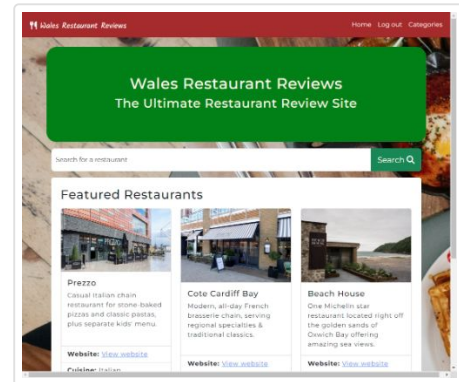 Wales Restaurant Reviews
Home Log out Categories
Wales Restaurant Reviews
The Ultimate Restaurant Review Site
Search for a restaurant
Search
Featured Restaurants
Prezzo
Casual Italian chain
restaurant for stone-baked
pizzas and classic pastas,
plus separate kids' menu.
Website: View website
Cuisine: Italian
Cote Cardiff Bay
Modern, all-day French
brasserie chain, serving
regional specialties &
traditional classics.
Website: View website
Beach House
One Michelin star
restaurant located right off
the golden sands of
Oxwich Bay offering
amazing sea views.
Website: View website